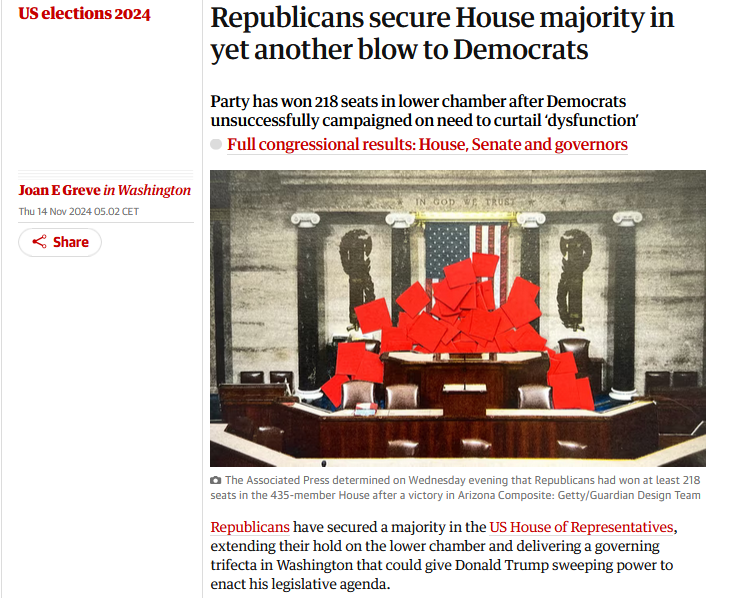 US elections 2024
Republicans secure House majority in
yet another blow to Democrats
Party has won 218 seats in lower chamber after Democrats
unsuccessfully campaigned on need to curtail ‘dysfunction’
Full congressional results: House, Senate and governors
Joan E Greve in Washington
Thu 14 Nov 2024 05.02 CET
Share
IN GOD WE TRUST
The Associated Press determined on Wednesday evening that Republicans had won at least 218
seats in the 435-member House after a victory in Arizona Composite: Getty/Guardian Design Team
Republicans have secured a majority in the US House of Representatives,
extending their hold on the lower chamber and delivering a governing
trifecta in Washington that could give Donald Trump sweeping power to
enact his legislative agenda.